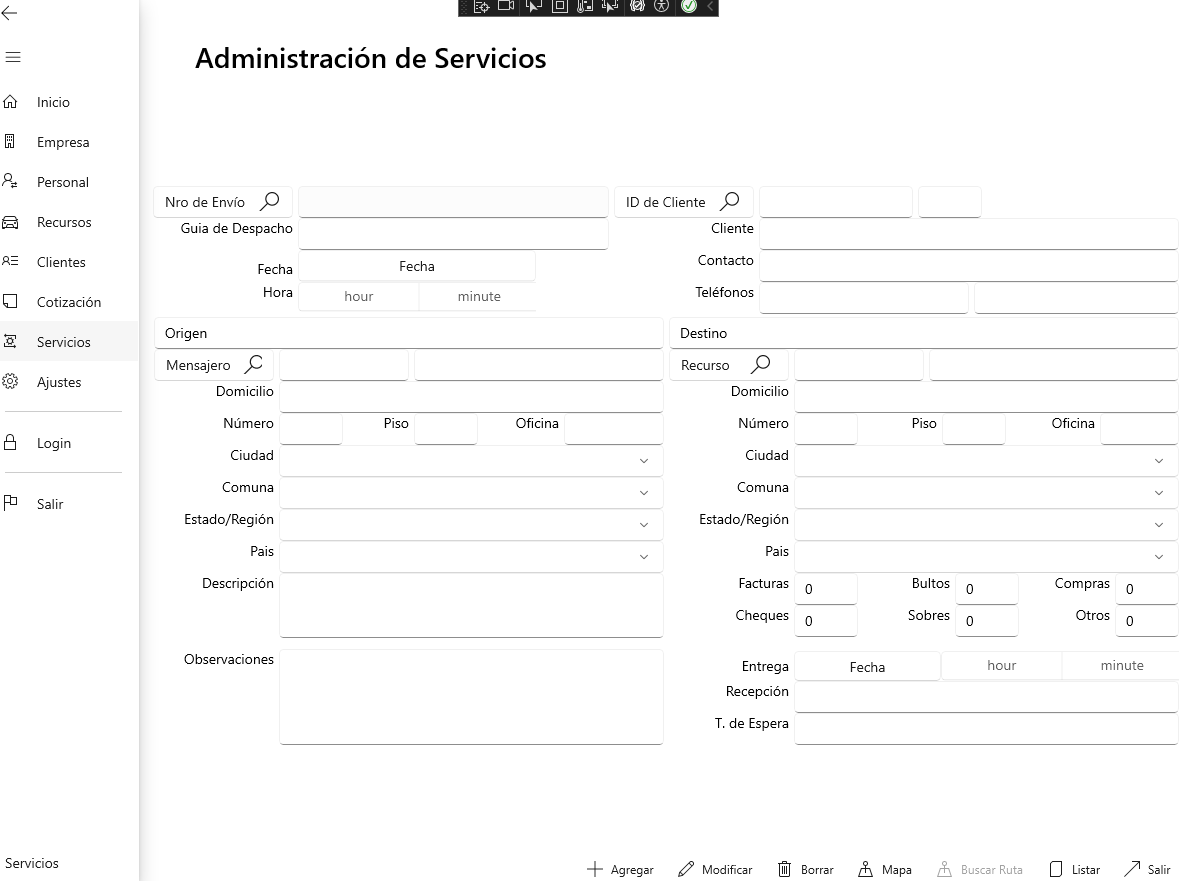 Administración de Servicios
Inicio
Empresa
Personal
Recursos
Clientes
Cotización
Servicios
Ajustes
Login
Salir
Servicios
Nro de Envío ID de Cliente
Guia de Despacho Cliente
Contacto
Fecha Fecha
Hora hour minute Teléfonos
Origen Destino
Mensajero Recurso
Domicilio Domicilio
Número Piso Oficina Número Piso Oficina
Ciudad Ciudad
Comuna Comuna
Estado/Región Estado/Región
Pais Pais
Descripción Facturas 0 Bultos 0 Compras 0
Cheques 0 Sobres 0 Otros 0
Observaciones Entrega Fecha hour minute
Recepción
T. de Espera
Agregar Modificar Borrar Mapa Buscar Ruta Listar Salir